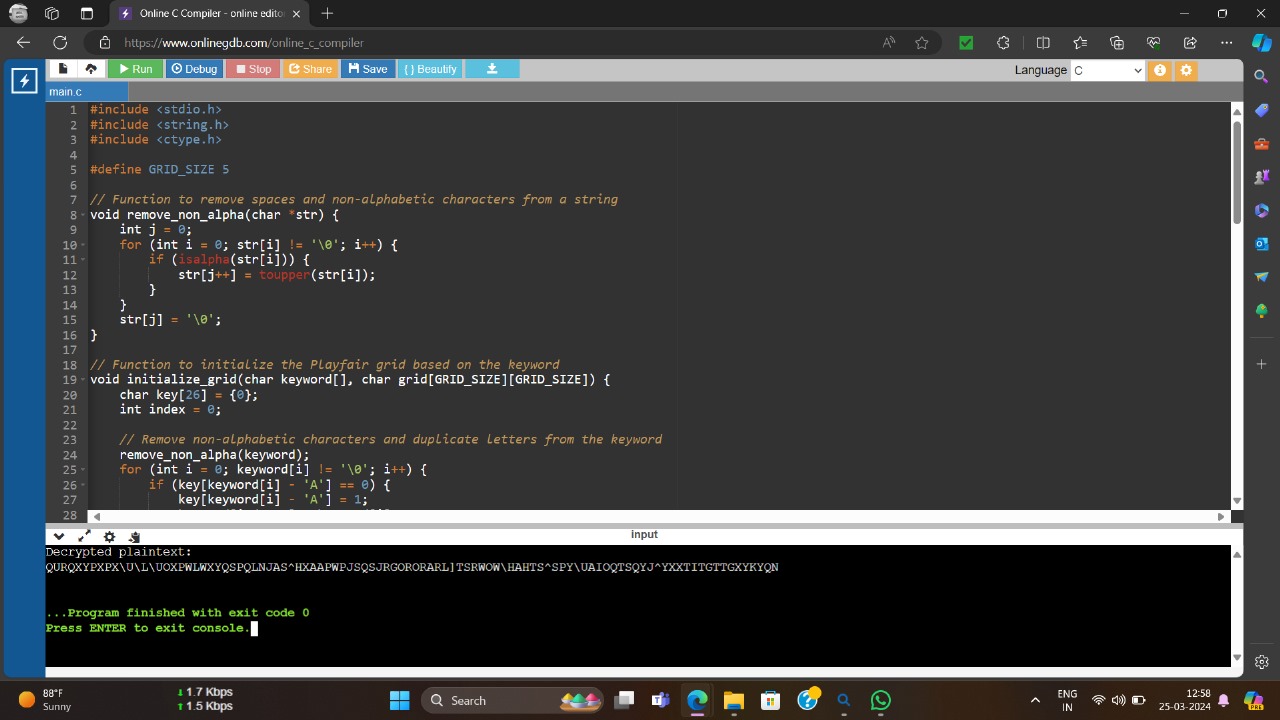 Online C Compiler - online edito
https://www.onlinegdb.com/online_c_compiler
Run Debug Stop Share Save { } Beautify Language C
main.c
1 #include <stdio.h>
2 #include <string.h>
3 #include <ctype.h>
4
5 #define GRID_SIZE 5
6
7 // Function to remove spaces and non-alphabetic characters from a string
8 void remove_non_alpha(char *str) {
9 int j = 0;
10 for (int i = 0; str[i] != '\0'; i++) {
11 if (isalpha(str[i])) {
12 str[j++] = toupper(str[i]);
13 }
14 }
15 str[j] = '\0';
16 }
17
18 // Function to initialize the Playfair grid based on the keyword
19 void initialize_grid(char keyword[], char grid[GRID_SIZE][GRID_SIZE]) {
20 char key[26] = {0};
21 int index = 0;
22
23 // Remove non-alphabetic characters and duplicate letters from the keyword
24 remove_non_alpha(keyword);
25 for (int i = 0; keyword[i] != '\0'; i++) {
26 if (key[keyword[i] - 'A'] == 0) {
27 key[keyword[i] - 'A'] = 1;
28
input
Decrypted plaintext:
QURQXYPXPX\U\L\UOXPWLWXYQSPQLNJAS^HXAAPWPJSQSJRGORORARL]TSRWOW\HAHTS^SPY\UAIOQTSQYJ^YXXTITGTTGXYKYQN
...Program finished with exit code 0
Press ENTER to exit console.
88°F
Sunny
1.7 Kbps
1.5 Kbps
Search
ENG
IN
12:58
25-03-2024